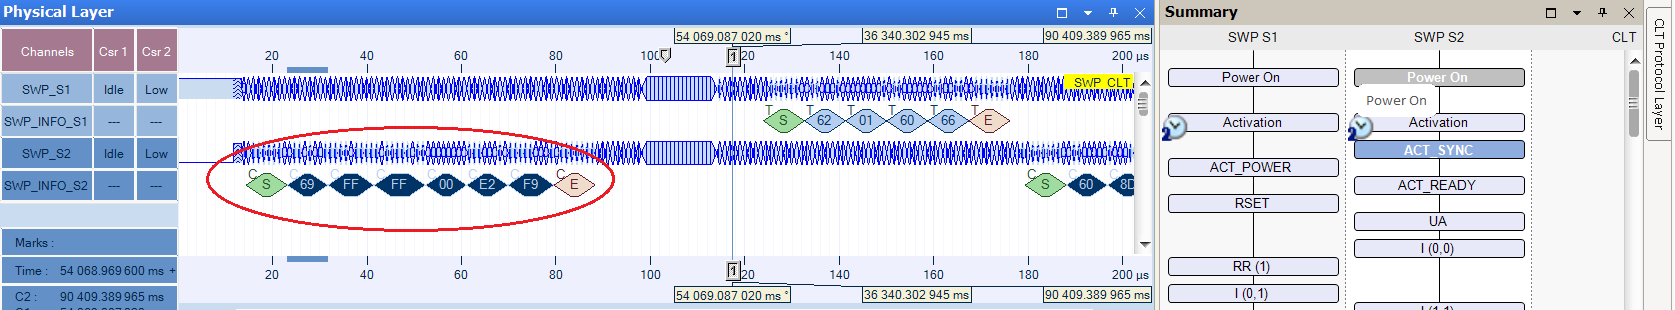 Physical Layer
Channels Csr 1 Csr 2
54 069.087 020 ms ° 36 340.302 945 ms 90 409.389 965 ms
20 40 60 80 100 120 140 160 180 200 µs
1
SWP_S1 Idle Low
SWP_CLT
SWP_INFO_S1 --- ---
T T T T T T
S 62 01 60 66 E
SWP_S2 Idle Low
SWP_INFO_S2 --- ---
C C C C C C C C C C C
S 69 FF FF 00 E2 F9 E S 60 8D
Marks :
Time : 54 068.969 600 ms +
20 40 60 80 100 120 140 160 180 200 µs
1
C2 : 90 409.389 965 ms
54 069.087 020 ms ° 36 340.302 945 ms 90 409.389 965 ms
Summary
SWP S1 SWP S2 CLT
Power On Power On
Power On
2 Activation 2 Activation
ACT_SYNC
ACT_POWER
ACT_READY
RSET
UA
I (0,0)
RR (1)
I (0,1)
CLT Protocol Layer